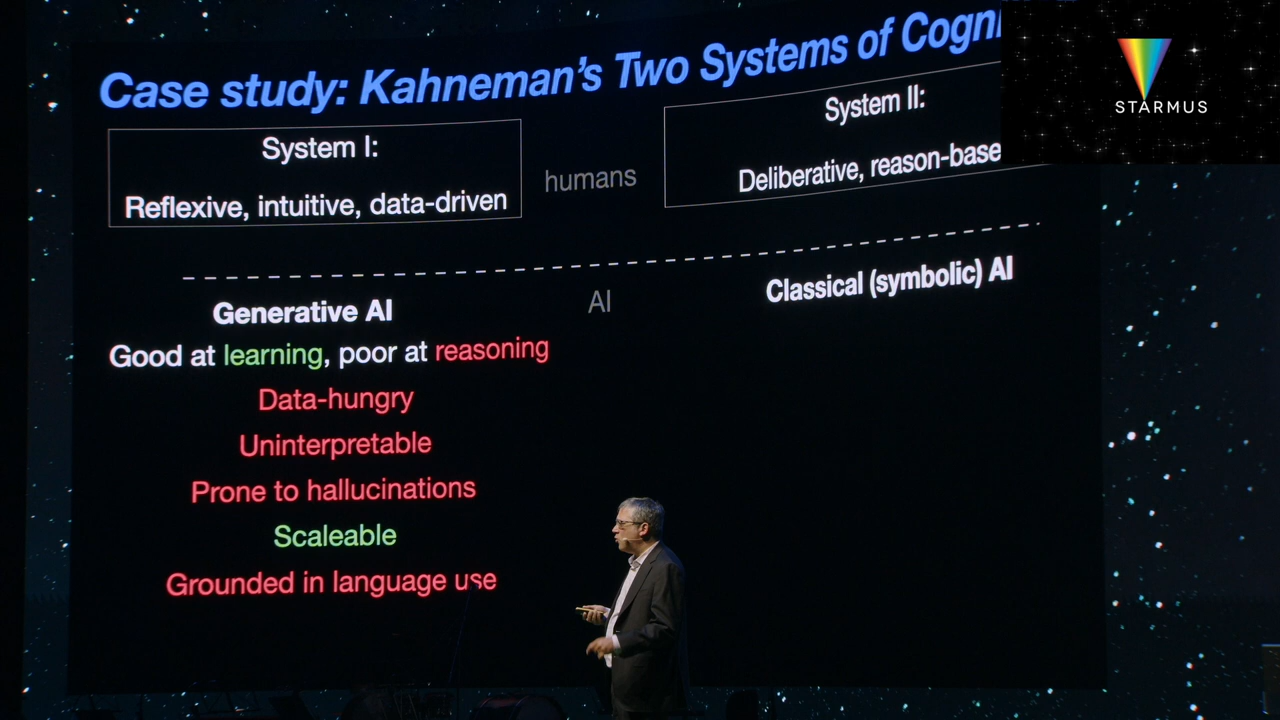 Case study: Kahneman's Two Systems of Cogni
System I:
Reflexive, intuitive, data-driven
humans
System II:
Deliberative, reason-base
STARMUS
Generative AI
AI
Classical (symbolic) AI
Good at learning, poor at reasoning
Data-hungry
Uninterpretable
Prone to hallucinations
Scaleable
Grounded in language use